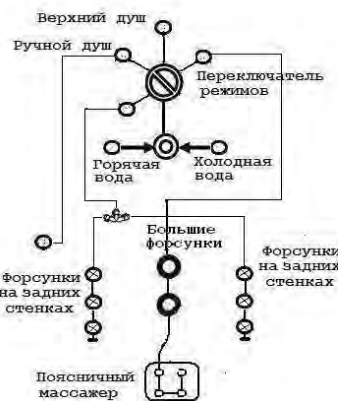 Верхний душ
Ручной душ
Переключатель
режимов
Горячая
вода
Холодная
вода
Большие
форсунки
Форсунки
на задних
стенках
Форсунки
на задних
стенках
Поясничный
массажер